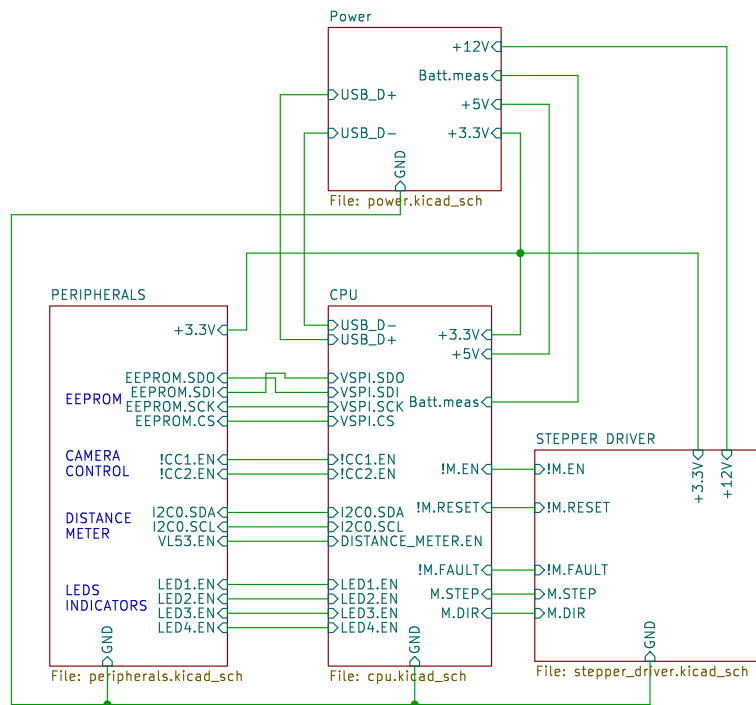 Power
+12V
Batt.meas
USB_D+
+5V
USB_D-
+3.3V
GND
File: power.kicad_sch
PERIPHERALS
+3.3V
EEPROM.SDO
EEPROM.SDI
EEPROM
EEPROM.SCK
EEPROM.CS
CAMERA
CONTROL
!CC1.EN
!CC2.EN
DISTANCE
METER
I2C0.SDA
I2C0.SCL
VL53.EN
LEDS
INDICATORS
LED1.EN
LED2.EN
LED3.EN
LED4.EN
GND
File: peripherals.kicad_sch
CPU
USB_D-
USB_D+
+3.3V
+5V
VSPI.SDO
VSPI.SDI
VSPI.SCK
VSPI.CS
Batt.meas
!CC1.EN
!CC2.EN
!M.EN
!M.RESET
I2C0.SDA
I2C0.SCL
DISTANCE_METER.EN
!M.FAULT
LED1.EN
LED2.EN
LED3.EN
LED4.EN
M.STEP
M.DIR
GND
File: cpu.kicad_sch
STEPPER DRIVER
+3.3V
+12V
!M.EN
!M.RESET
!M.FAULT
M.STEP
M.DIR
GND
File: stepper_driver.kicad_sch